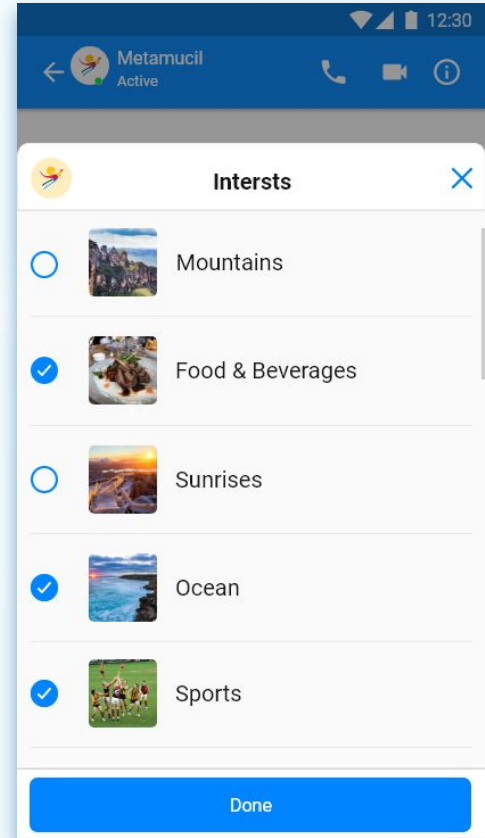 12:30
Metamucil
Active
Intersts
Mountains
Food & Beverages
Sunrises
Ocean
Sports
Done